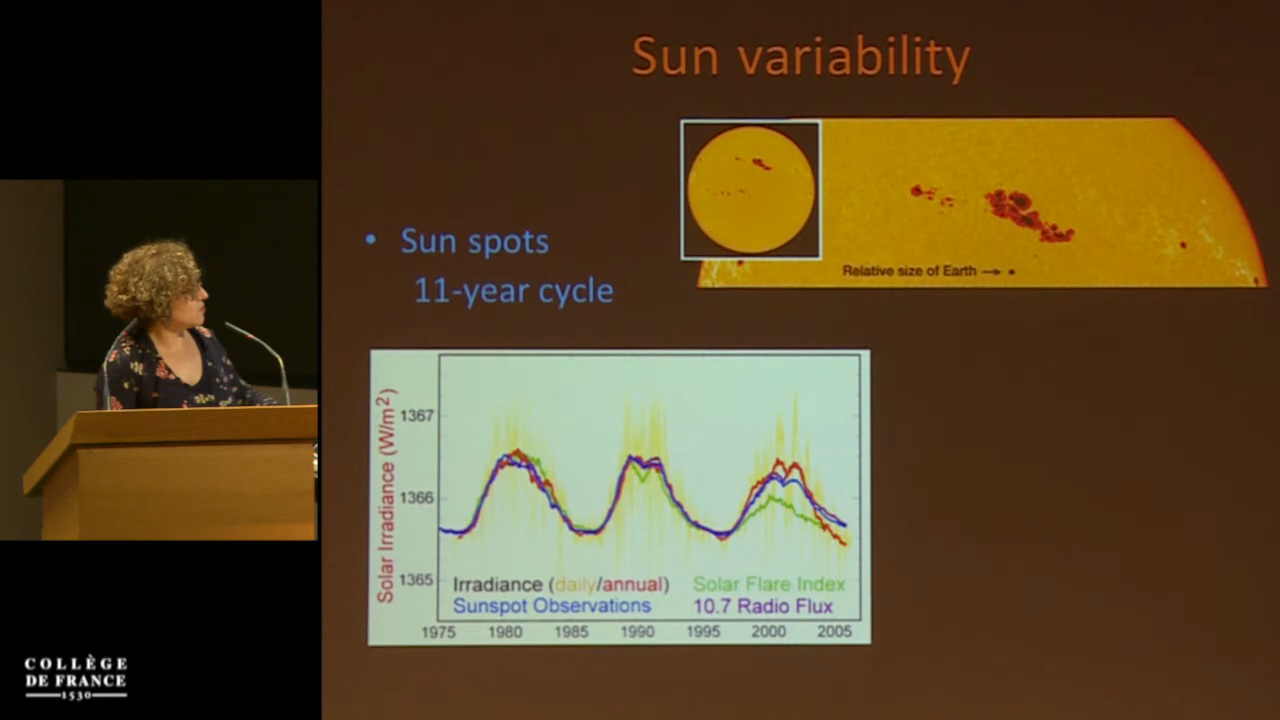 Sun variability
Relative size of Earth
• Sun spots
11-year cycle
Solar Irradiance (W/m²)
1367
1366
1365
Irradiance (daily/annual)
Solar Flare Index
Sunspot Observations
10.7 Radio Flux
1975 1980 1985 1990 1995 2000 2005
COLLÈGE
DE FRANCE
1530